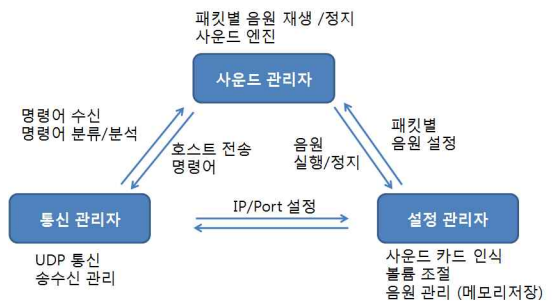 패킷별 음원 재생 /정지
사운드 엔진
사운드 관리자
명령어 수신
명령어 분류/분석
호스트 전송
명령어
음원
실행/정지
패킷별
음원 설정
통신 관리자
IP/Port 설정
설정 관리자
UDP 통신
송수신 관리
사운드 카드 인식
볼륨 조절
음원 관리 (메모리저장)